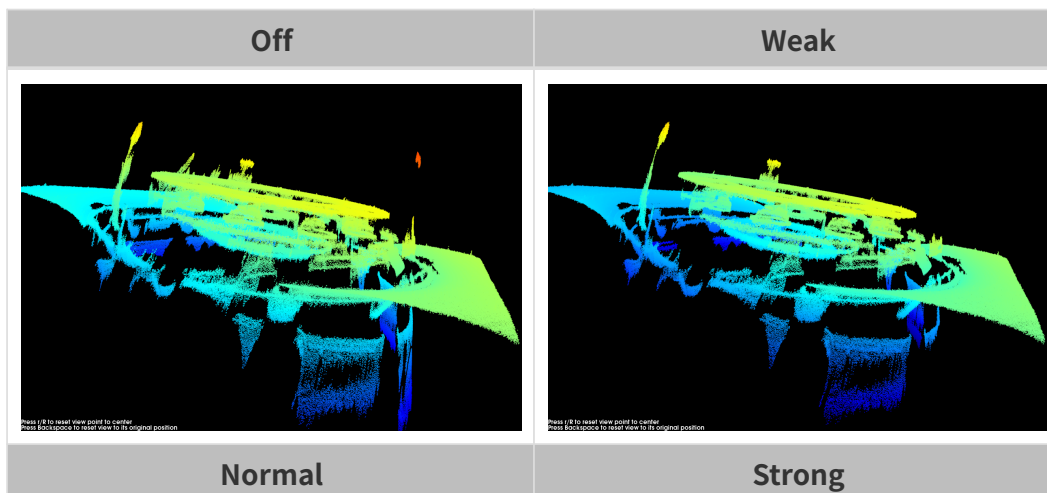 Off
Weak
Press r/R to reset view point to center
Press Backspace to reset view to its original position
Press r/R to reset view point to center
Press Backspace to reset view to its original position
Normal
Strong